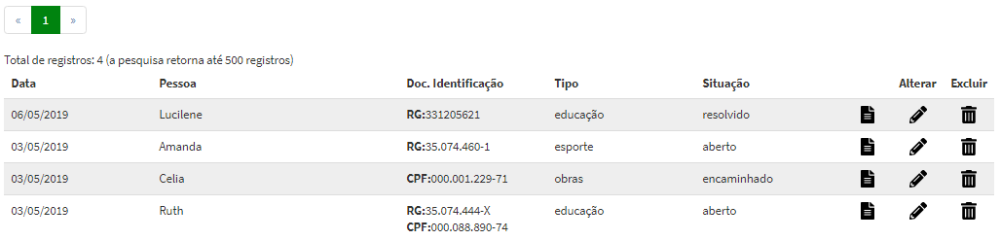 « 1 »
Total de registros: 4 (a pesquisa retorna até 500 registros)
Data Pessoa Doc. Identificação Tipo Situação Alterar Excluir
06/05/2019 Lucilene RG:331205621 educação resolvido
03/05/2019 Amanda RG:35.074.460-1 esporte aberto
03/05/2019 Celia CPF:000.001.229-71 obras encaminhado
03/05/2019 Ruth RG:35.074.444-X educação aberto
CPF:000.088.890-74